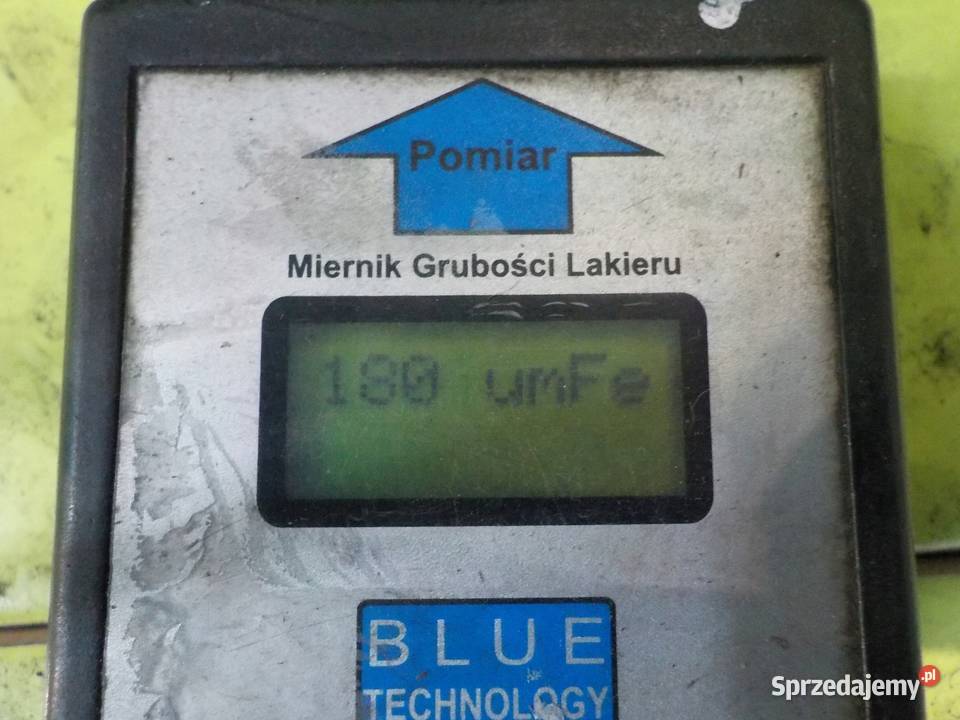 Pomiar
Miernik Grubości Lakieru
180 umFe
BLUE
TECHNOLOGY
Sprzedajemy.pl